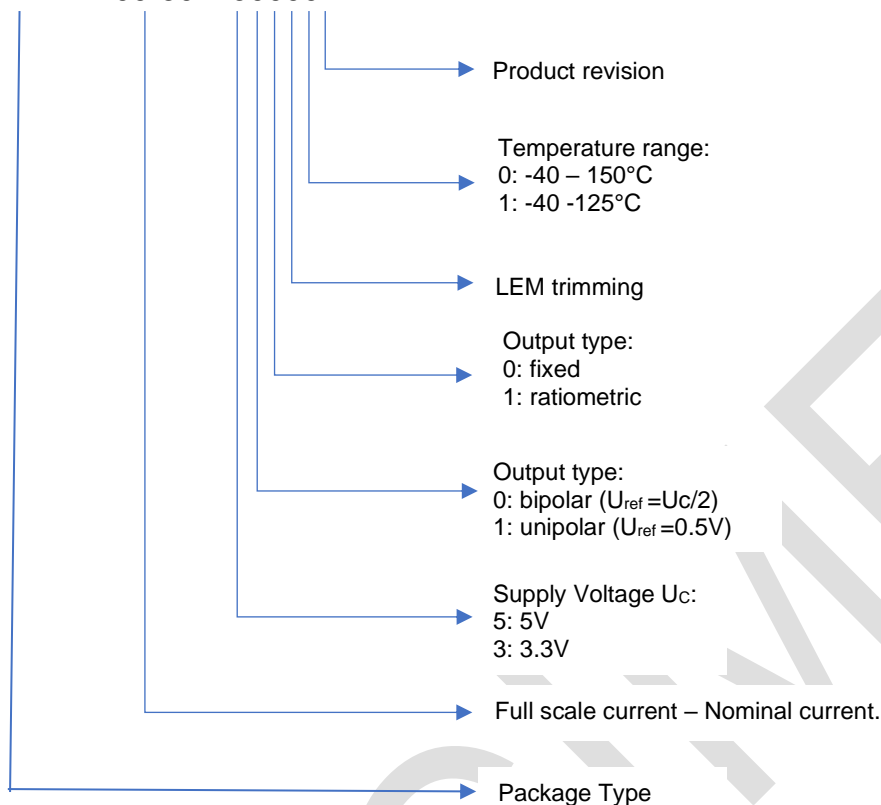 Product revision
Temperature range:
0: -40 – 150°C
1: -40 -125°C
LEM trimming
Output type:
0: fixed
1: ratiometric
Output type:
0: bipolar (Uref =Uc/2)
1: unipolar (Uref =0.5V)
Supply Voltage UC:
5: 5V
3: 3.3V
Full scale current – Nominal current.
Package Type